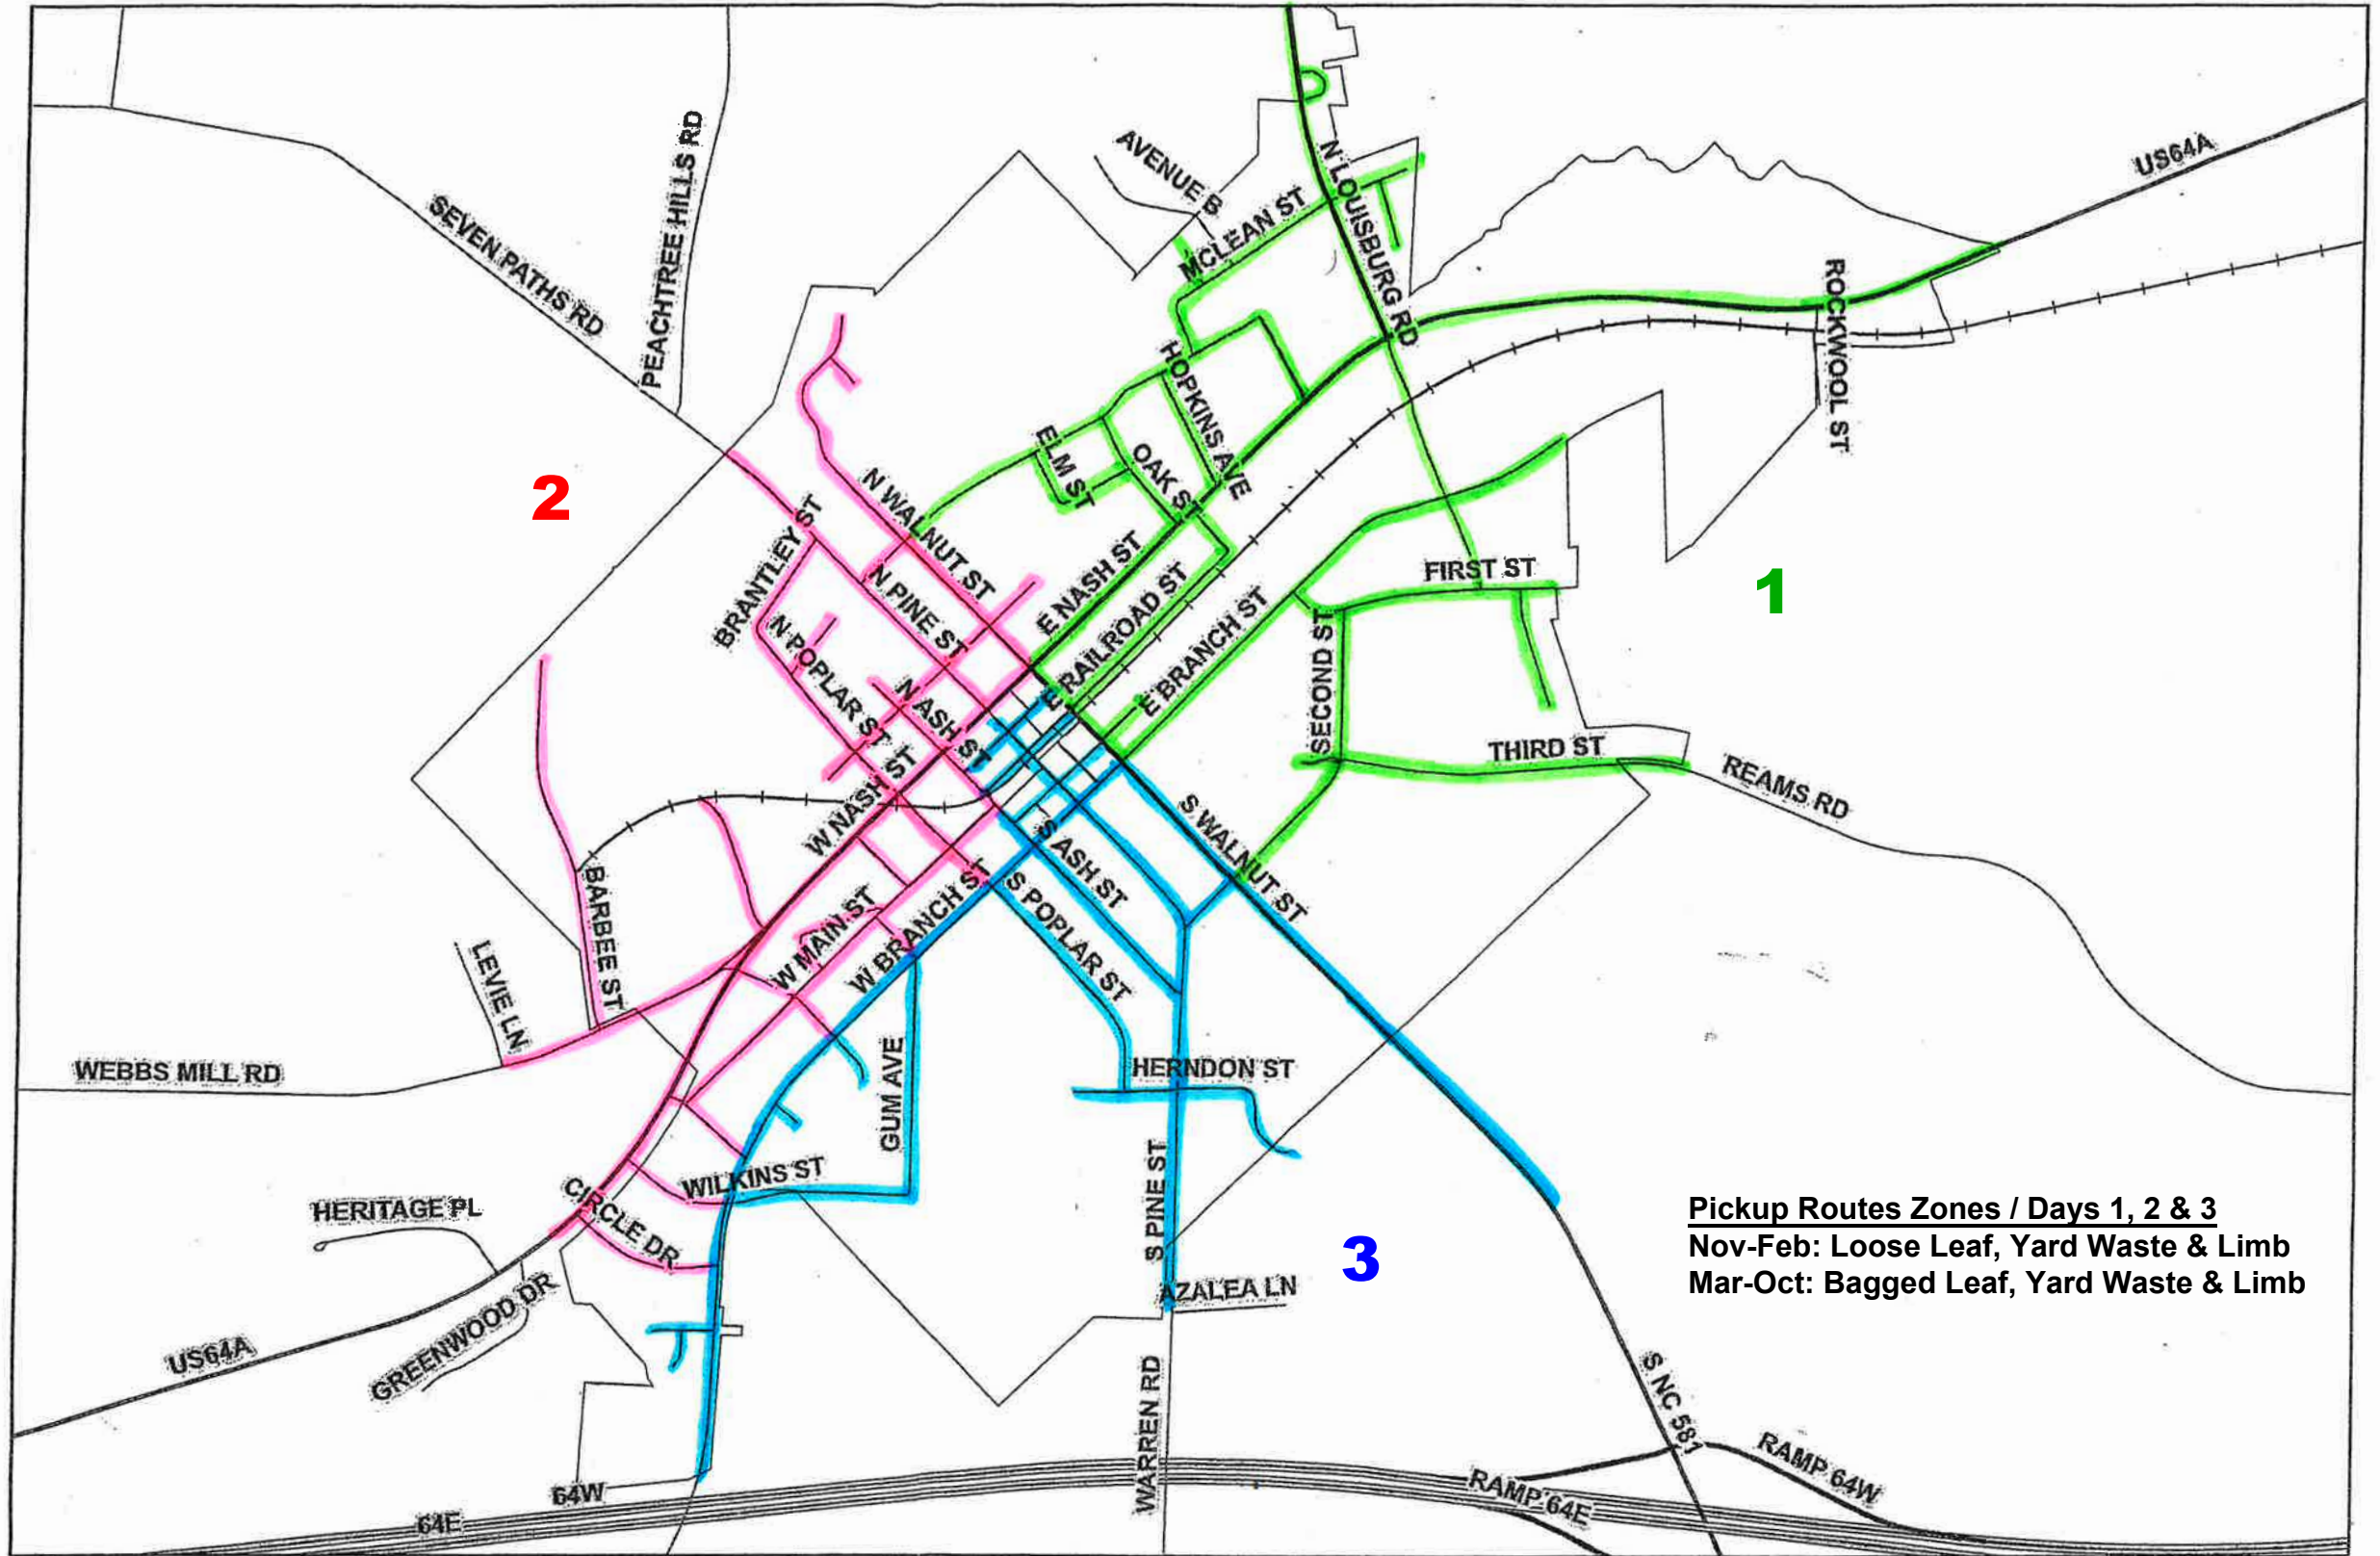 N LOUISBURG RD
AVENUE B
MCLEAN ST
US64A
PEACHTREE HILLS RD
SEVEN PATHS RD
ROCKWOOL ST
HOPKINS AVE
ELM ST
OAK ST
2
N WALNUT ST
BRANTLEY ST
N PINE ST
E NASH ST
FIRST ST
1
E RAILROAD ST
E BRANCH ST
N POPLAR ST
N ASH ST
SECOND ST
THIRD ST
REAMS RD
W NASH ST
S WALNUT ST
S ASH ST
BARBEE ST
W MAIN ST
W BRANCH ST
S POPLAR ST
LEVIE LN
WEBBS MILL RD
GUM AVE
HERNDON ST
WILKINS ST
S PINE ST
HERITAGE PL
CIRCLE DR
3
Pickup Routes Zones / Days 1, 2 & 3
Nov-Feb: Loose Leaf, Yard Waste & Limb
Mar-Oct: Bagged Leaf, Yard Waste & Limb
AZALEA LN
GREENWOOD DR
US64A
WARREN RD
S NC 581
RAMP 64W
RAMP 64E
64W
64E